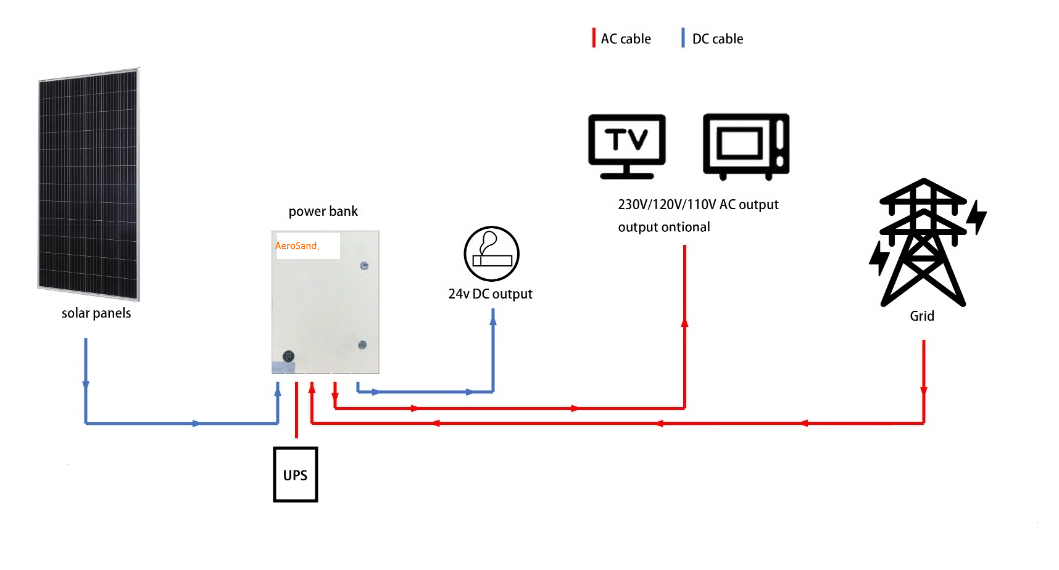 AC cable
DC cable
TV
230V/120V/110V AC output
output ontional
power bank
AeroSand.
24v DC output
solar panels
Grid
UPS